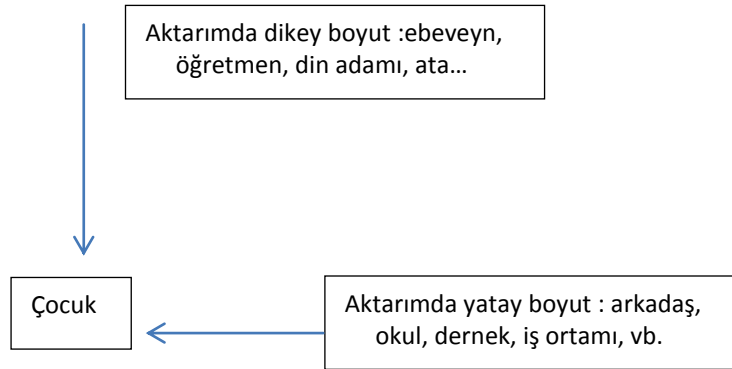 Aktarımda dikey boyut :ebeveyn,
öğretmen, din adamı, ata…
Çocuk
Aktarımda yatay boyut : arkadaş,
okul, dernek, iş ortamı, vb.